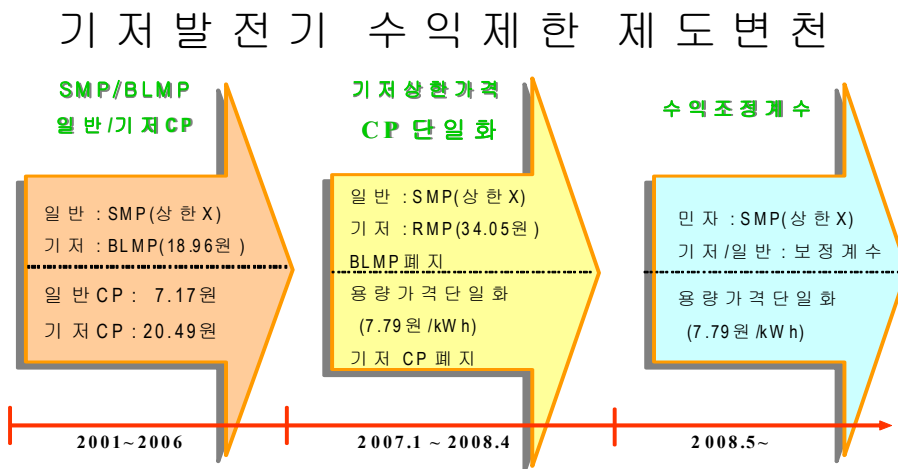 기저발전기 수익제한 제도변천
SMP/BLMP
일반/기저CP
일반 : SMP(상한X)
기저 : BLMP(18.96원)
일반CP : 7.17원
기저CP : 20.49원
2001~2006
기저상한가격
CP단일화
일반 : SMP(상한X)
기저 : RMP(34.05원)
BLMP폐지
용량가격단일화
(7.79원/kWh)
기저 CP 폐지
2007.1 ~ 2008.4
수익조정계수
민자 : SMP(상한X)
기저/일반 : 보정계수
용량가격단일화
(7.79원/kWh)
2008.5~